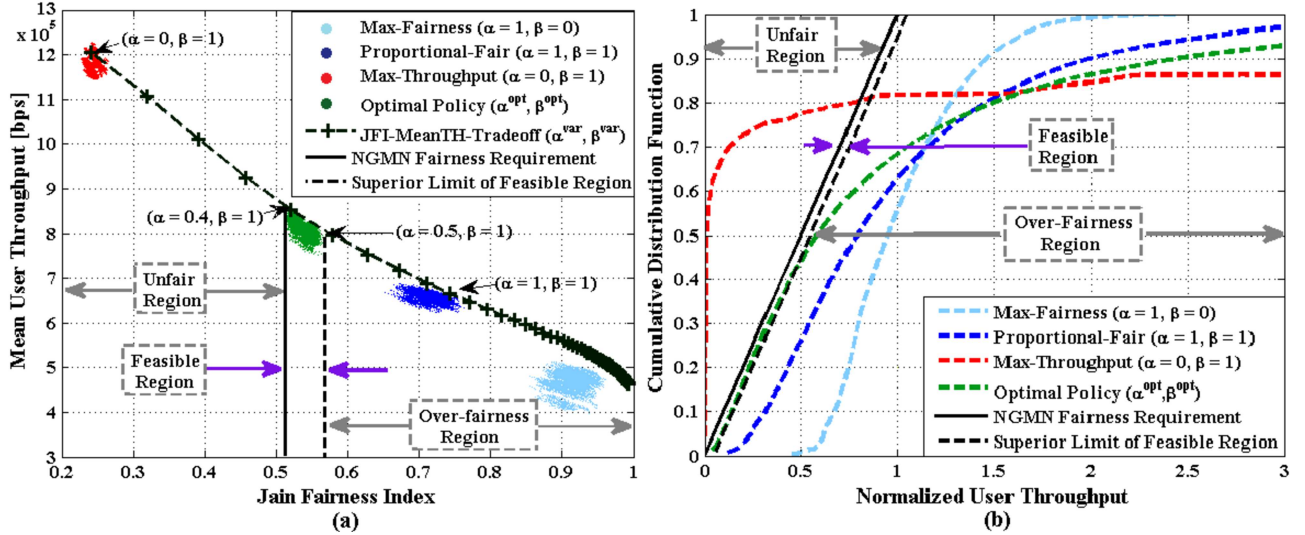 x 10⁵
13
12
11
10
9
8
7
6
5
4
3
Mean User Throughput [bps]
(α = 0, β = 1)
Max-Fairness (α = 1, β = 0)
Proportional-Fair (α = 1, β = 1)
Max-Throughput (α = 0, β = 1)
Optimal Policy (α^opt, β^opt)
JFI-MeanTH-Tradeoff (α^var, β^var)
NGMN Fairness Requirement
Superior Limit of Feasible Region
(α = 0.4, β = 1)
(α = 0.5, β = 1)
(α = 1, β = 1)
Unfair
Region
Feasible
Region
Over-fairness
Region
0.2
0.3
0.4
0.5
0.6
0.7
0.8
0.9
1
Jain Fairness Index
(a)
Cumulative Distribution Function
1
0.9
0.8
0.7
0.6
0.5
0.4
0.3
0.2
0.1
0
Unfair
Region
Feasible
Region
Over-Fairness
Region
Max-Fairness (α = 1, β = 0)
Proportional-Fair (α = 1, β = 1)
Max-Throughput (α = 0, β = 1)
Optimal Policy (α^opt,β^opt)
NGMN Fairness Requirement
Superior Limit of Feasible Region
0
0.5
1
1.5
2
2.5
3
Normalized User Throughput
(b)